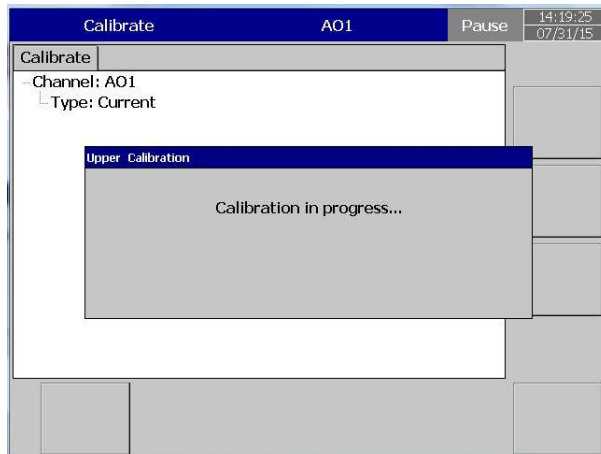 Calibrate AO1 Pause 14:19:25
07/31/15
Calibrate
Channel: AO1
Type: Current
Upper Calibration
Calibration in progress...